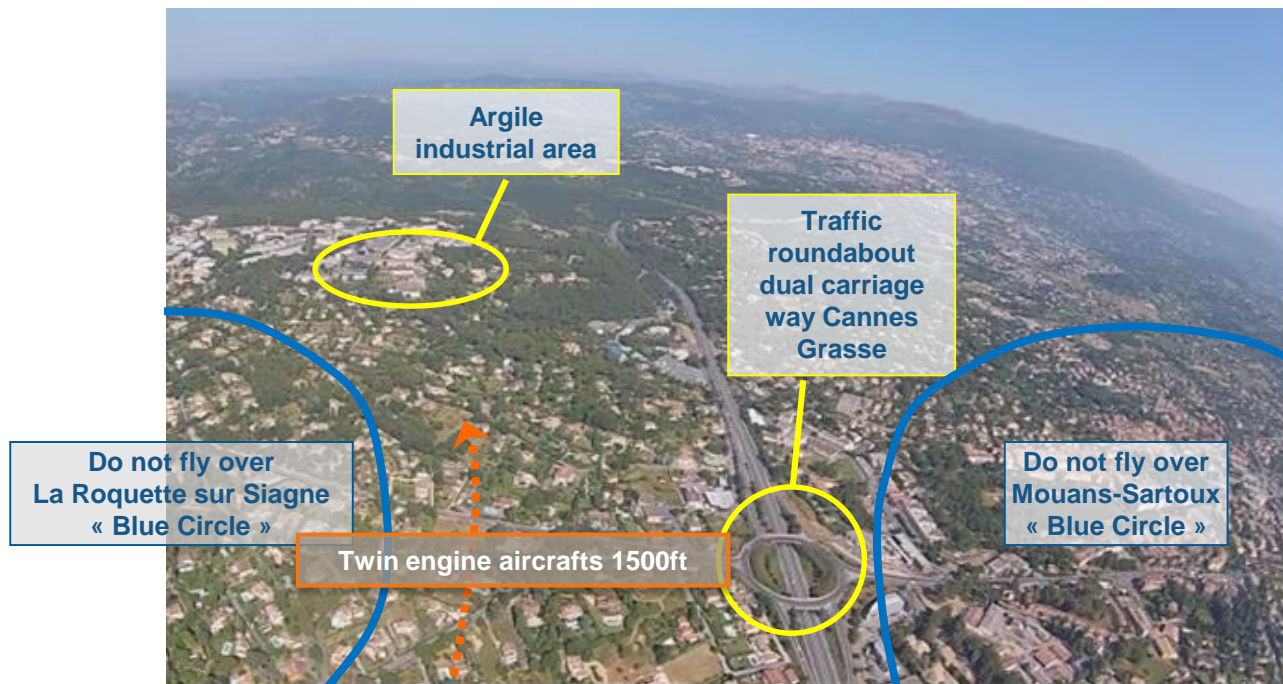 Argile
industrial area
Traffic
roundabout
dual carriage
way Cannes
Grasse
Do not fly over
La Roquette sur Siagne
« Blue Circle »
Do not fly over
Mouans-Sartoux
« Blue Circle »
Twin engine aircrafts 1500ft